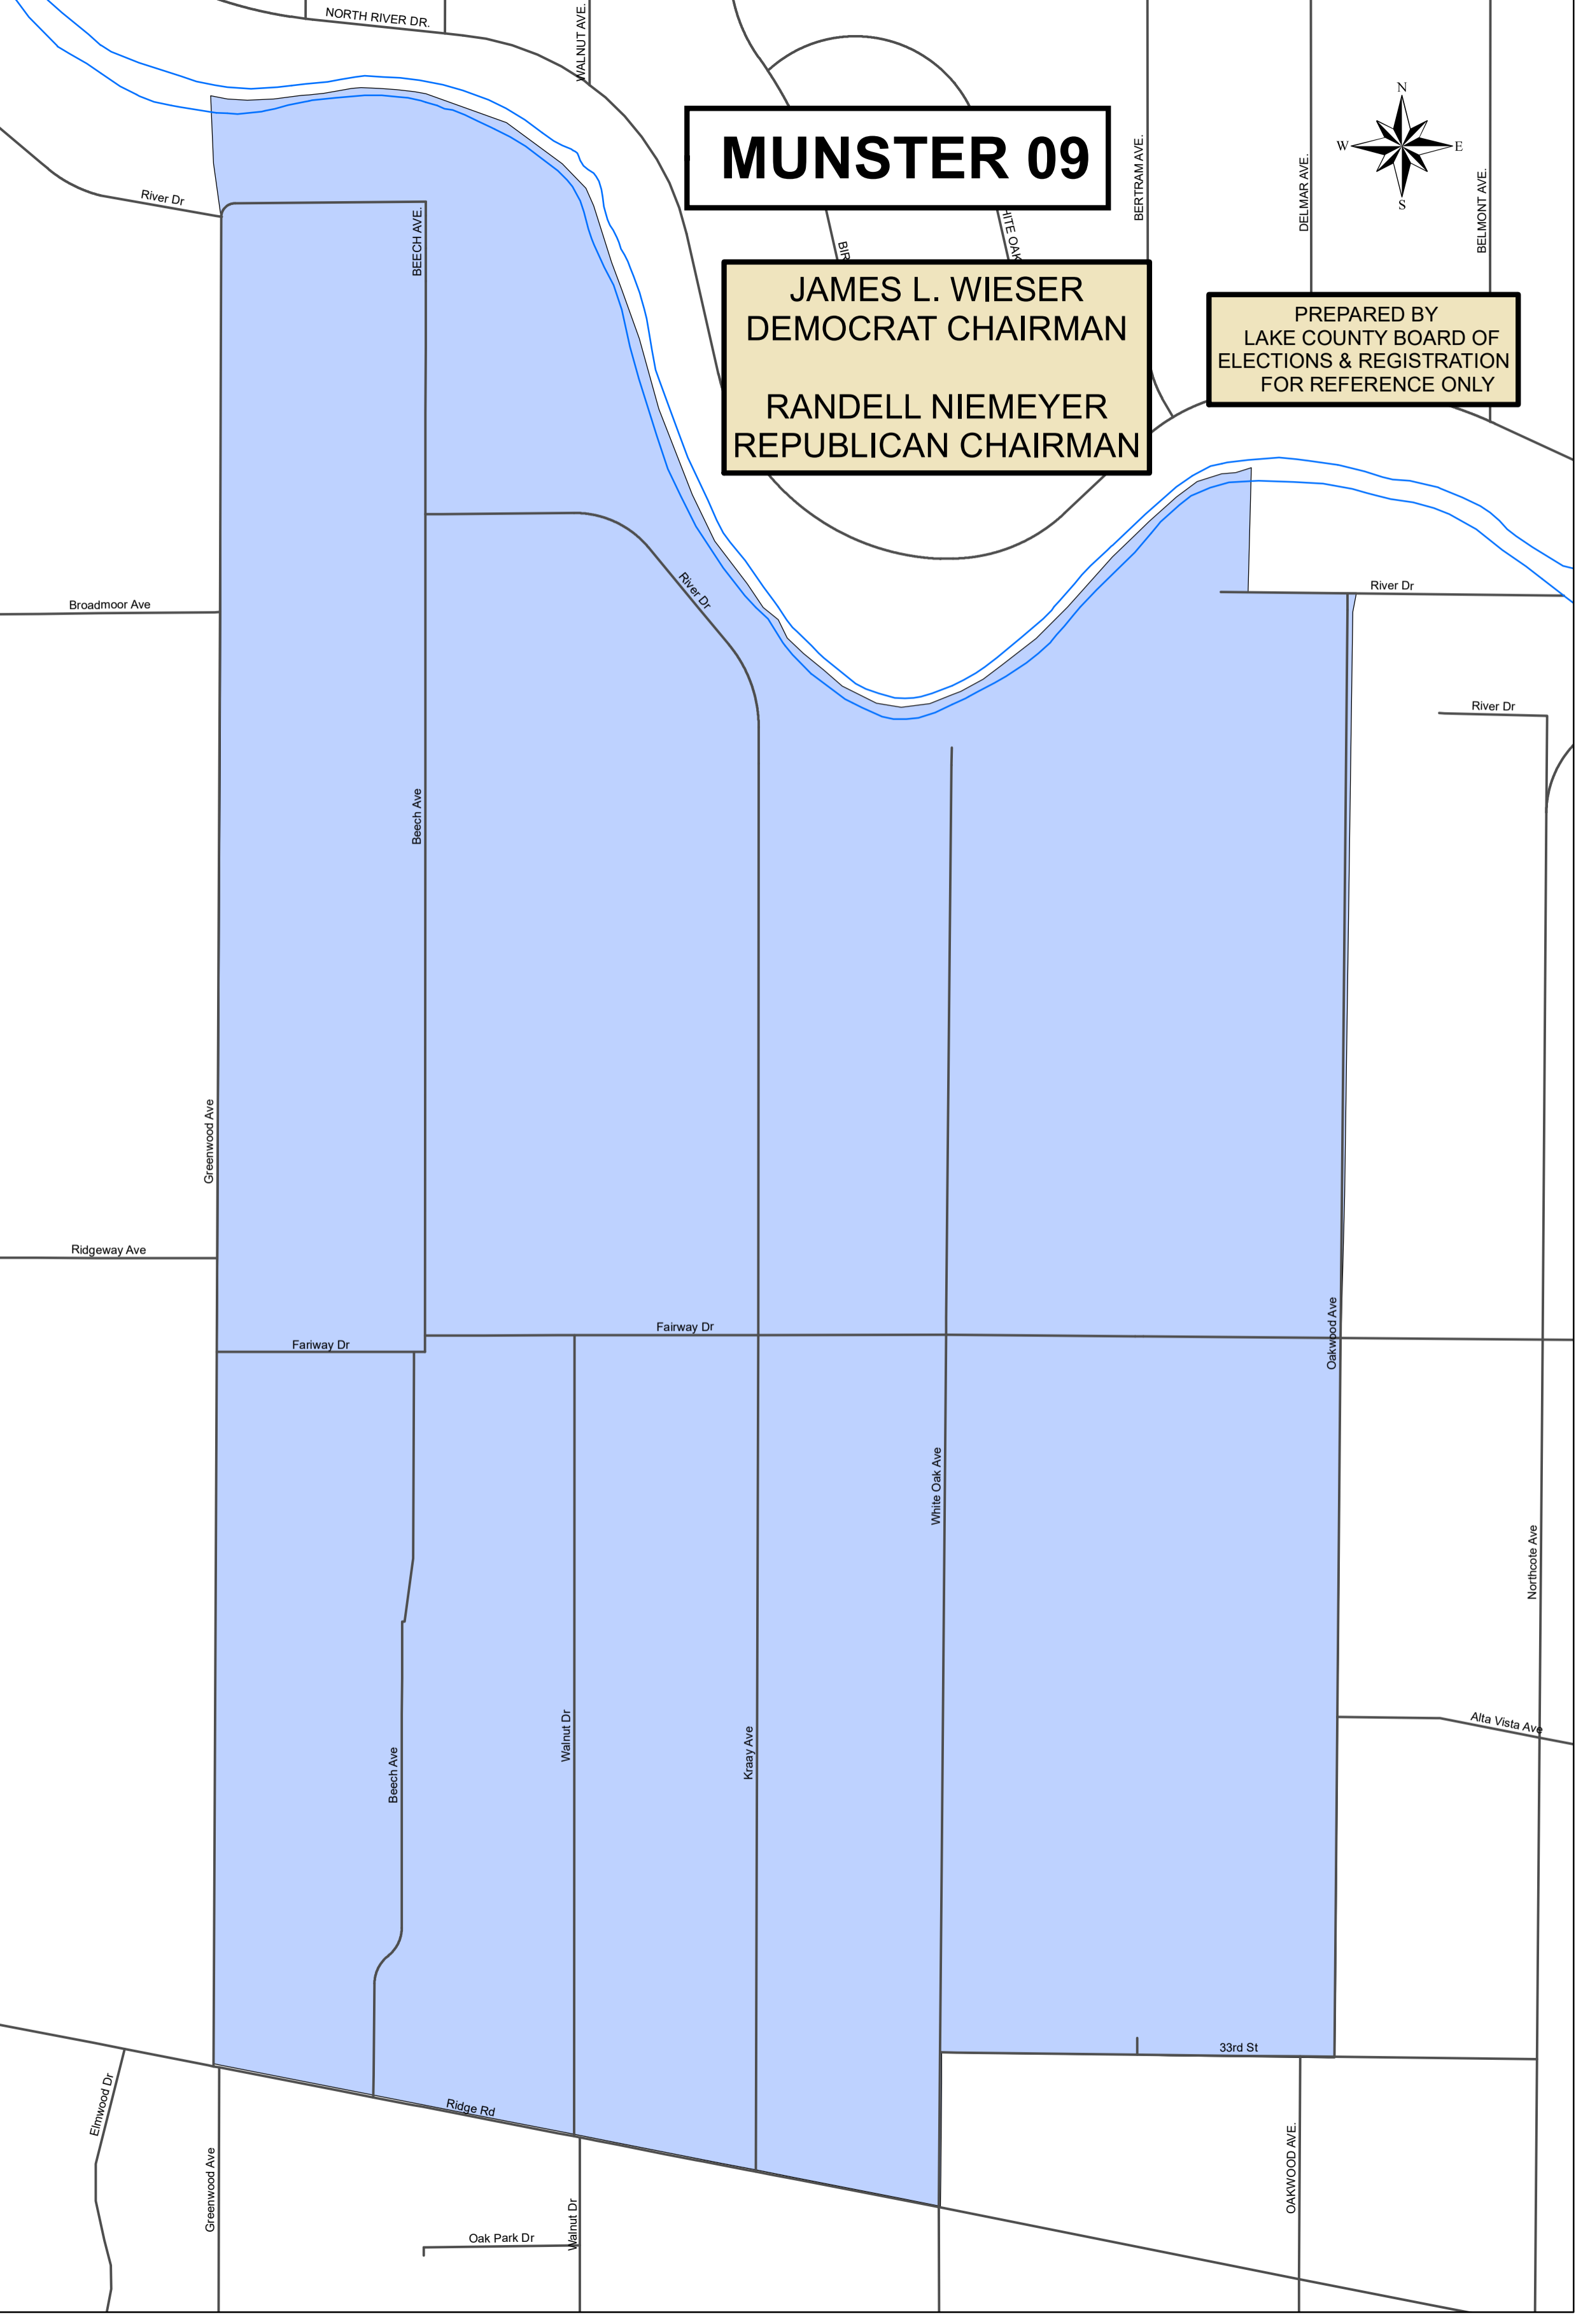 NORTH RIVER DR.
WALNUT AVE.
MUNSTER 09
N
W
E
S
BERTRAM AVE.
DELMAR AVE.
BELMONT AVE.
River Dr
BEECH AVE.
JAMES L. WIESER
DEMOCRAT CHAIRMAN
RANDELL NIEMEYER
REPUBLICAN CHAIRMAN
PREPARED BY
LAKE COUNTY BOARD OF
ELECTIONS & REGISTRATION
FOR REFERENCE ONLY
River Dr
River Dr
Broadmoor Ave
River Dr
Beech Ave
Greenwood Ave
Ridgeway Ave
Fariway Dr
Fairway Dr
Oakwood Ave
White Oak Ave
Northcote Ave
Alta Vista Ave
Walnut Dr
Kraay Ave
Beech Ave
33rd St
Elmwood Dr
Ridge Rd
Greenwood Ave
Walnut Dr
Oak Park Dr
OAKWOOD AVE.